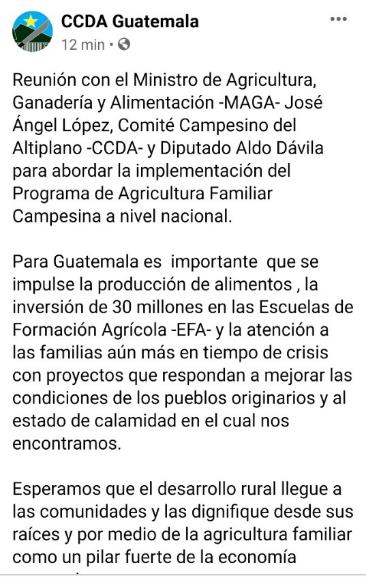 CCDA Guatemala
12 min •
Reunión con el Ministro de Agricultura,
Ganadería y Alimentación -MAGA- José
Ángel López, Comité Campesino del
Altiplano -CCDA- y Diputado Aldo Dávila
para abordar la implementación del
Programa de Agricultura Familiar
Campesina a nivel nacional.
Para Guatemala es  importante  que se
impulse la producción de alimentos , la
inversión de 30 millones en las Escuelas de
Formación Agrícola -EFA- y la atención a
las familias aún más en tiempo de crisis
con proyectos que respondan a mejorar las
condiciones de los pueblos originarios y al
estado de calamidad en el cual nos
encontramos.
Esperamos que el desarrollo rural llegue a
las comunidades y las dignifique desde sus
raíces y por medio de la agricultura familiar
como un pilar fuerte de la economía